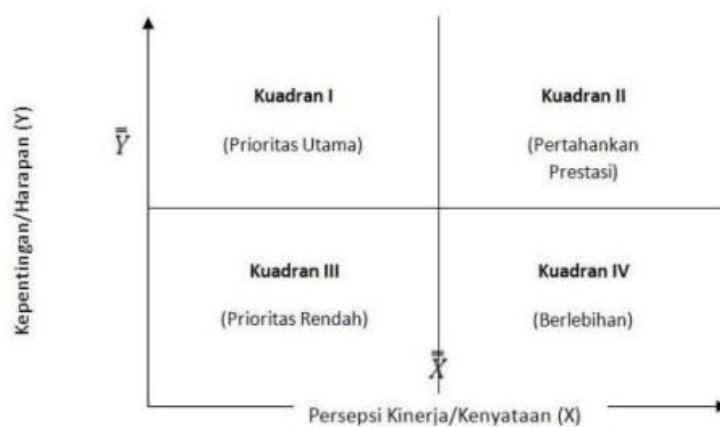 Kepentingan/Harapan (Y)
Kuadran I
(Prioritas Utama)
Kuadran II
(Pertahankan
Prestasi)
Y̿
Kuadran III
(Prioritas Rendah)
Kuadran IV
(Berlebihan)
X̿
Persepsi Kinerja/Kenyataan (X)